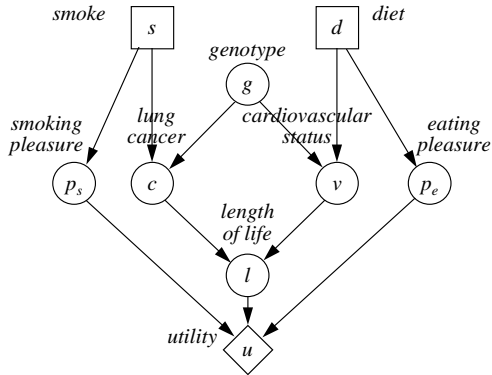 smoke
s
d
diet
genotype
g
lung
cancer
cardiovascular
status
smoking
pleasure
eating
pleasure
p_s
c
v
p_e
length
of life
l
utility
u